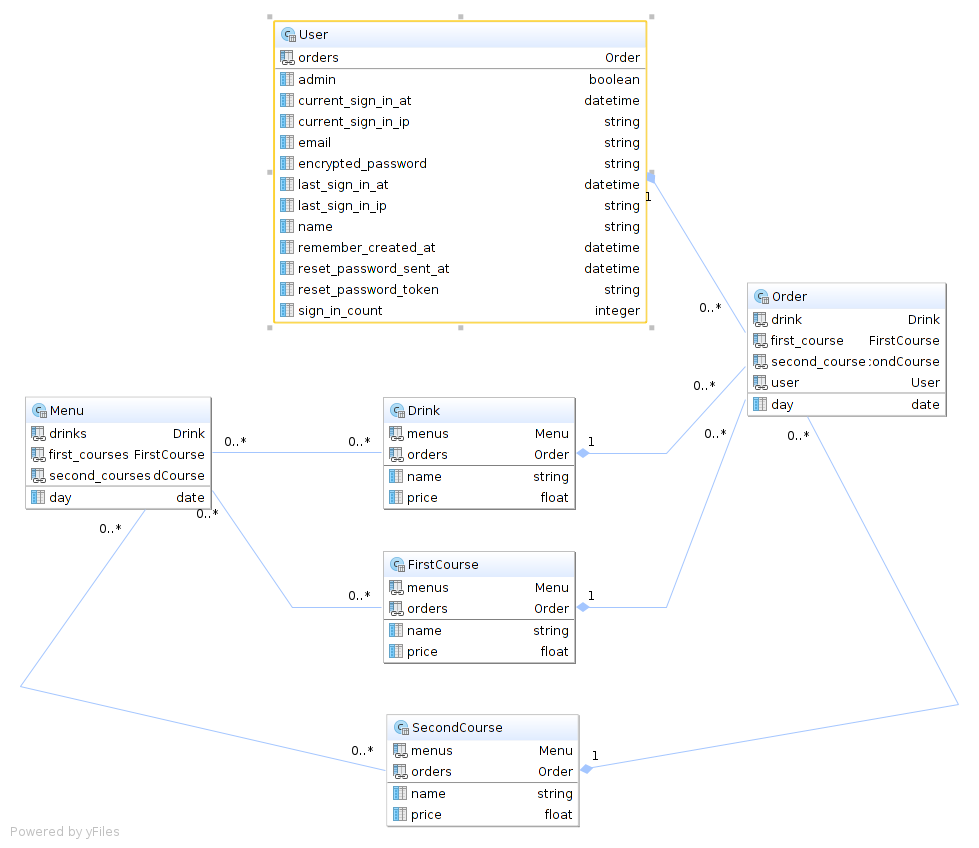 User
orders Order
admin boolean
current_sign_in_at datetime
current_sign_in_ip string
email string
encrypted_password string
last_sign_in_at datetime
last_sign_in_ip string
name string
remember_created_at datetime
reset_password_sent_at datetime
reset_password_token string
sign_in_count integer
1
0..*
Order
drink Drink
first_course FirstCourse
second_course ondCourse
user User
day date
0..*
0..*
0..*
Menu
drinks Drink
first_courses FirstCourse
second_courses dCourse
day date
0..*
0..*
0..*
0..*
Drink
menus Menu
orders Order
name string
price float
1
0..*
FirstCourse
menus Menu
orders Order
name string
price float
1
0..*
SecondCourse
menus Menu
orders Order
name string
price float
1
Powered by yFiles